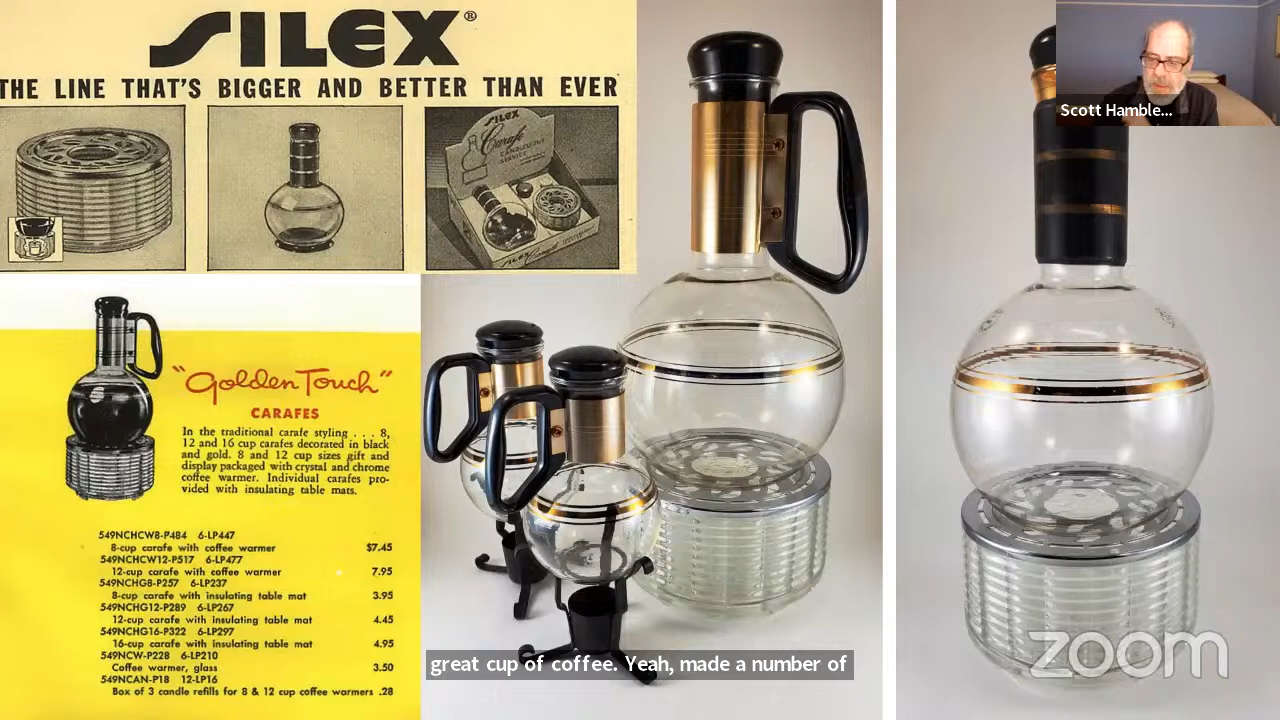 SILEX®
THE LINE THAT'S BIGGER AND BETTER THAN EVER
SILEX
Carafe
CANDLELIGHT
SERVICE
SILEX
"Golden Touch"
CARAFES
In the traditional carafe styling . . . 8,
12 and 16 cup carafes decorated in black
and gold. 8 and 12 cup sizes gift and
display packaged with crystal and chrome
coffee warmer. Individual carafes pro-
vided with insulating table mats.
549NCHCW8-P484 6-LP447
8-cup carafe with coffee warmer $7.45
549NCHCW12-P517 6-LP477
12-cup carafe with coffee warmer 7.95
549NCHG8-P257 6-LP237
8-cup carafe with insulating table mat 3.95
549NCHG12-P289 6-LP267
12-cup carafe with insulating table mat 4.45
549NCHG16-P322 6-LP297
16-cup carafe with insulating table mat 4.95
549NCW-P228 6-LP210
Coffee warmer, glass 3.50
549NCAN-P18 12-LP16
Box of 3 candle refills for 8 & 12 cup coffee warmers .28
Scott Hamble...
great cup of coffee. Yeah, made a number of
zoom